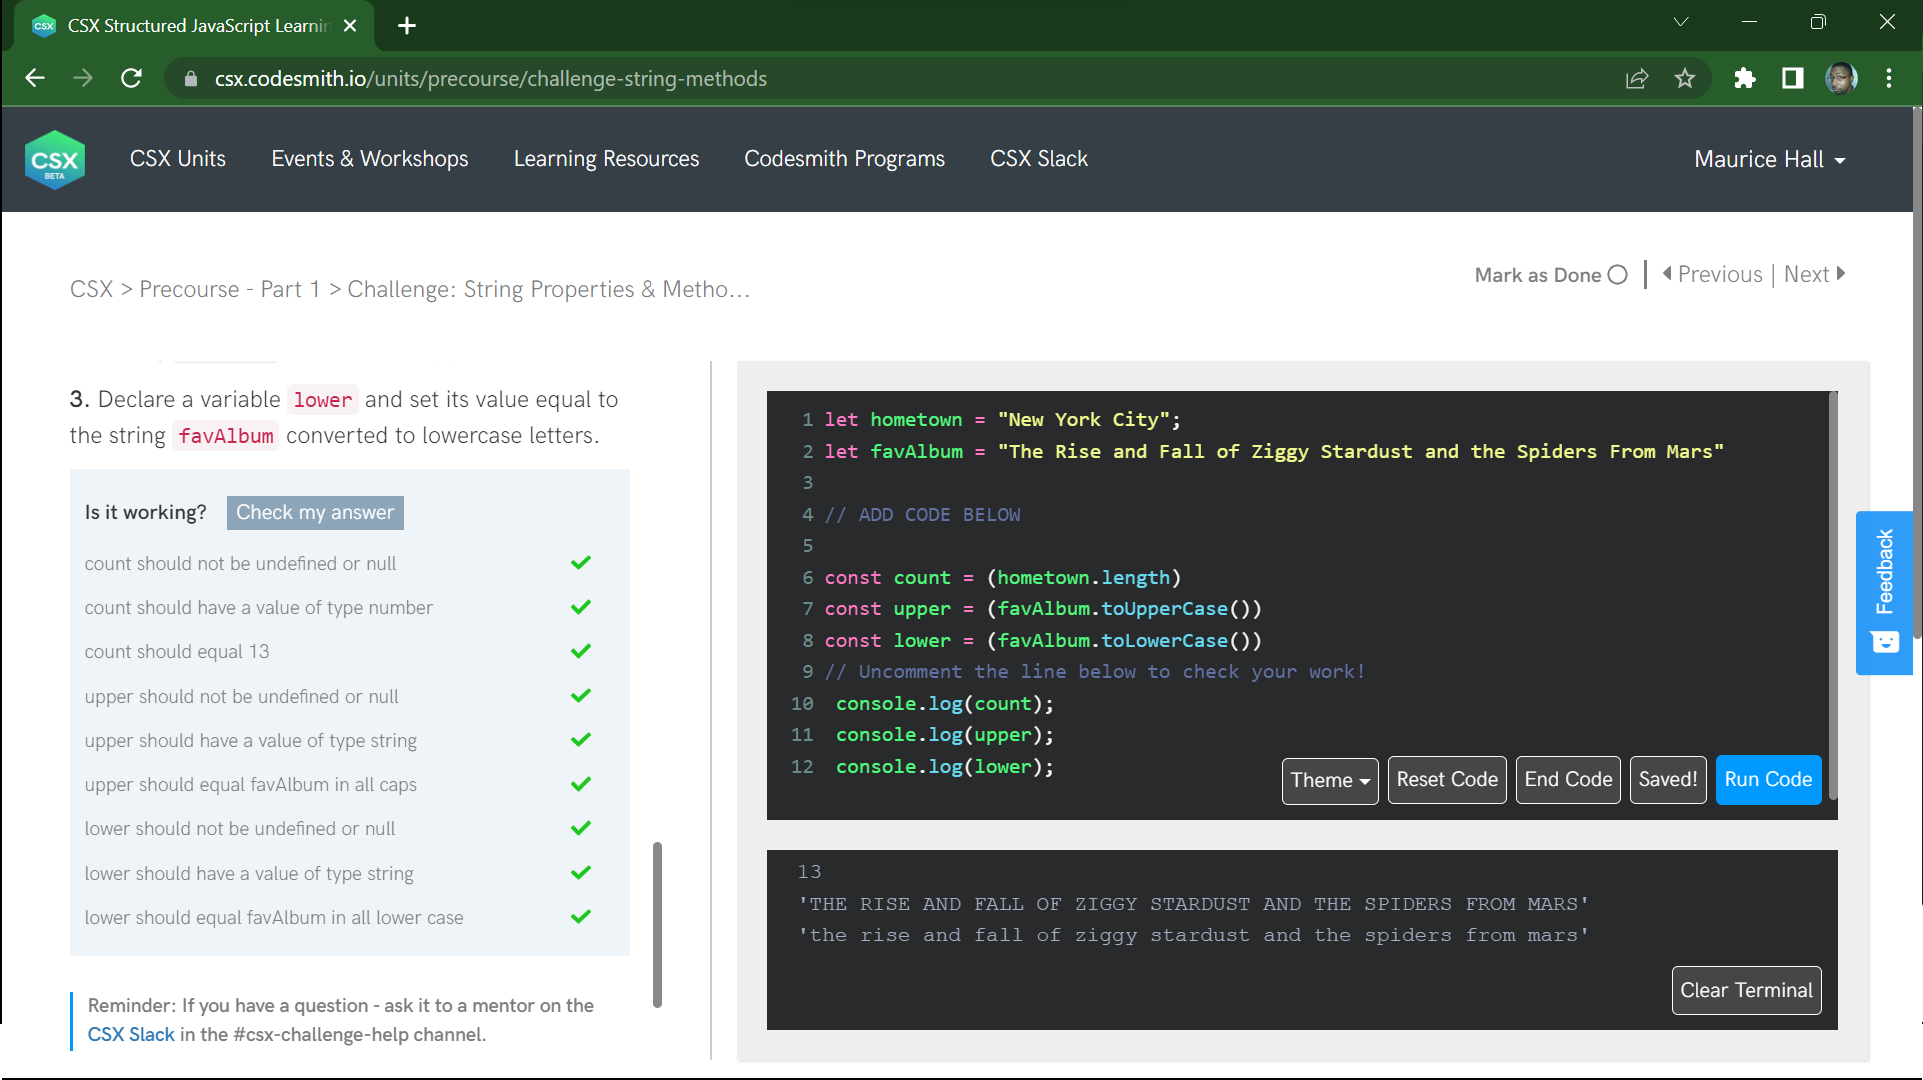 CSX Structured JavaScript Learnin
csx.codesmith.io/units/precourse/challenge-string-methods
CSX
BETA
CSX Units
Events & Workshops
Learning Resources
Codesmith Programs
CSX Slack
Maurice Hall
CSX > Precourse - Part 1 > Challenge: String Properties & Metho...
Mark as Done
Previous | Next
3. Declare a variable lower and set its value equal to
the string favAlbum converted to lowercase letters.
Is it working?
Check my answer
count should not be undefined or null
count should have a value of type number
count should equal 13
upper should not be undefined or null
upper should have a value of type string
upper should equal favAlbum in all caps
lower should not be undefined or null
lower should have a value of type string
lower should equal favAlbum in all lower case
Reminder: If you have a question - ask it to a mentor on the
CSX Slack in the #csx-challenge-help channel.
1 let hometown = "New York City";
2 let favAlbum = "The Rise and Fall of Ziggy Stardust and the Spiders From Mars"
3
4 // ADD CODE BELOW
5
6 const count = (hometown.length)
7 const upper = (favAlbum.toUpperCase())
8 const lower = (favAlbum.toLowerCase())
9 // Uncomment the line below to check your work!
10 console.log(count);
11 console.log(upper);
12 console.log(lower);
Theme
Reset Code
End Code
Saved!
Run Code
13
'THE RISE AND FALL OF ZIGGY STARDUST AND THE SPIDERS FROM MARS'
'the rise and fall of ziggy stardust and the spiders from mars'
Clear Terminal
Feedback